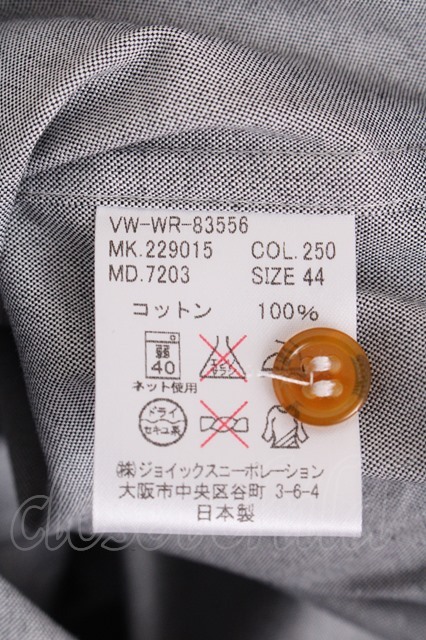 VW-WR-83556
MK.229015 COL.250
MD.7203 SIZE 44
コットン 100%
弱
40
ネット使用
ドライ
セキユ系
㈱ジョイックスコーポレーション
大阪市中央区谷町 3-6-4
日本製